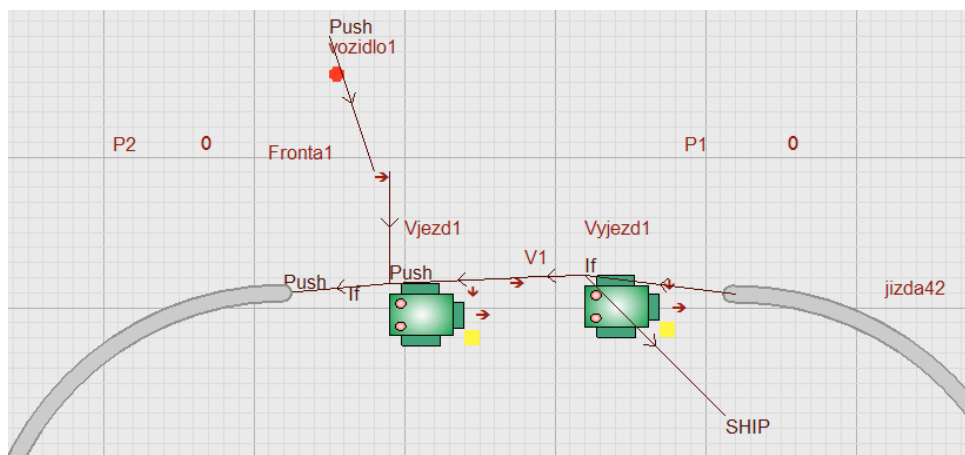 Push
vozidlo1
P2 0
Fronta1
P1 0
Vjezd1
Vyjezd1
V1
Push
If
Push
If
jizda42
SHIP